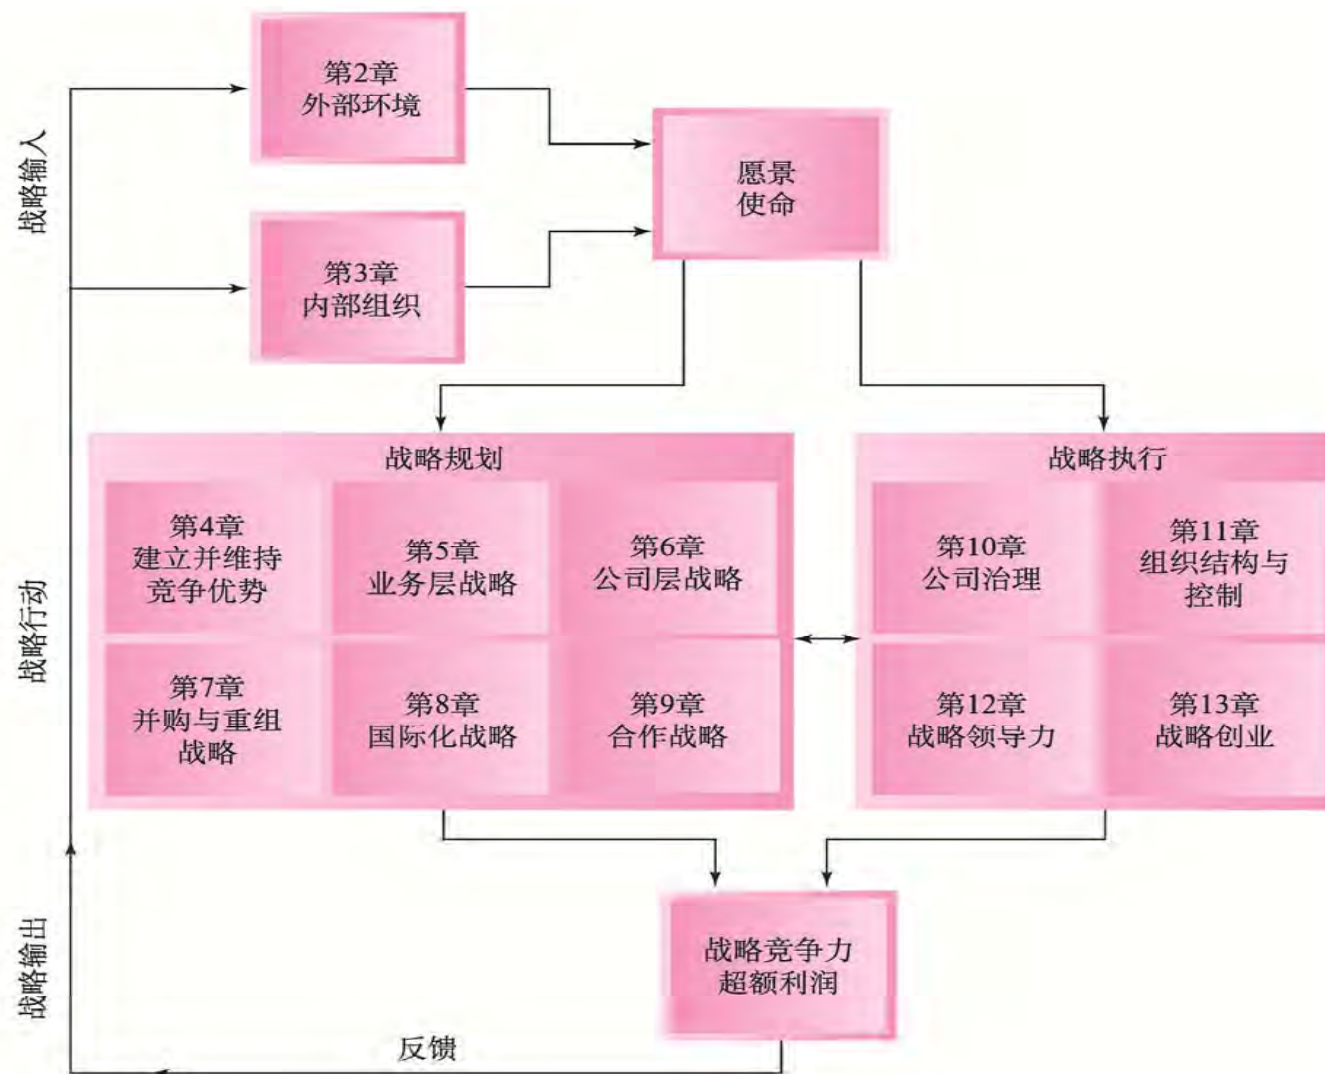 战略输入
第2章
外部环境
第3章
内部组织
愿景
使命
战略行动
战略规划
第4章
建立并维持
竞争优势
第5章
业务层战略
第6章
公司层战略
第7章
并购与重组
战略
第8章
国际化战略
第9章
合作战略
战略执行
第10章
公司治理
第11章
组织结构与
控制
第12章
战略领导力
第13章
战略创业
战略输出
战略竞争力
超额利润
反馈